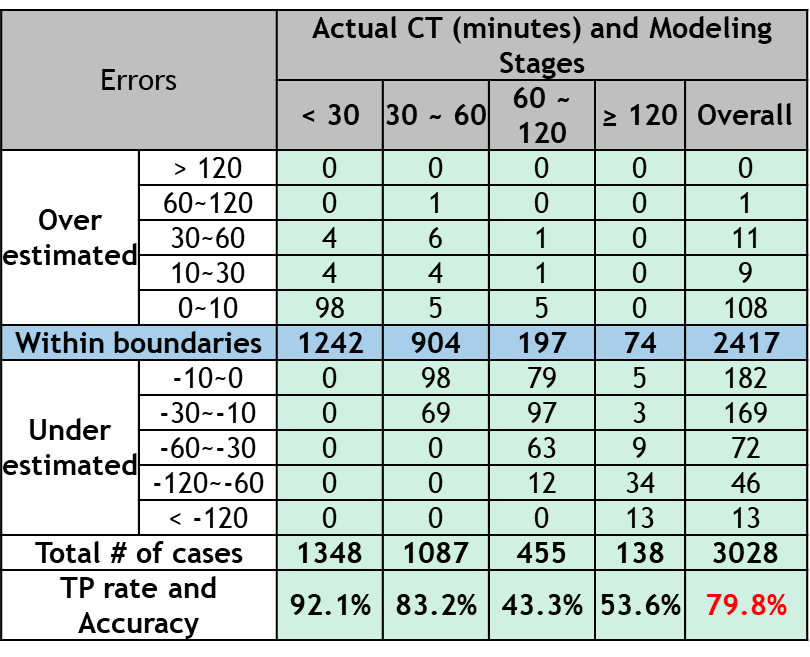 Errors
Actual CT (minutes) and Modeling
Stages
< 30
30 ~ 60
60 ~
120
≥ 120
Overall
Over
estimated
> 120 0 0 0 0 0
60~120 0 1 0 0 1
30~60 4 6 1 0 11
10~30 4 4 1 0 9
0~10 98 5 5 0 108
Within boundaries 1242 904 197 74 2417
Under
estimated
-10~0 0 98 79 5 182
-30~-10 0 69 97 3 169
-60~-30 0 0 63 9 72
-120~-60 0 0 12 34 46
< -120 0 0 0 13 13
Total # of cases 1348 1087 455 138 3028
TP rate and
Accuracy
92.1% 83.2% 43.3% 53.6% 79.8%